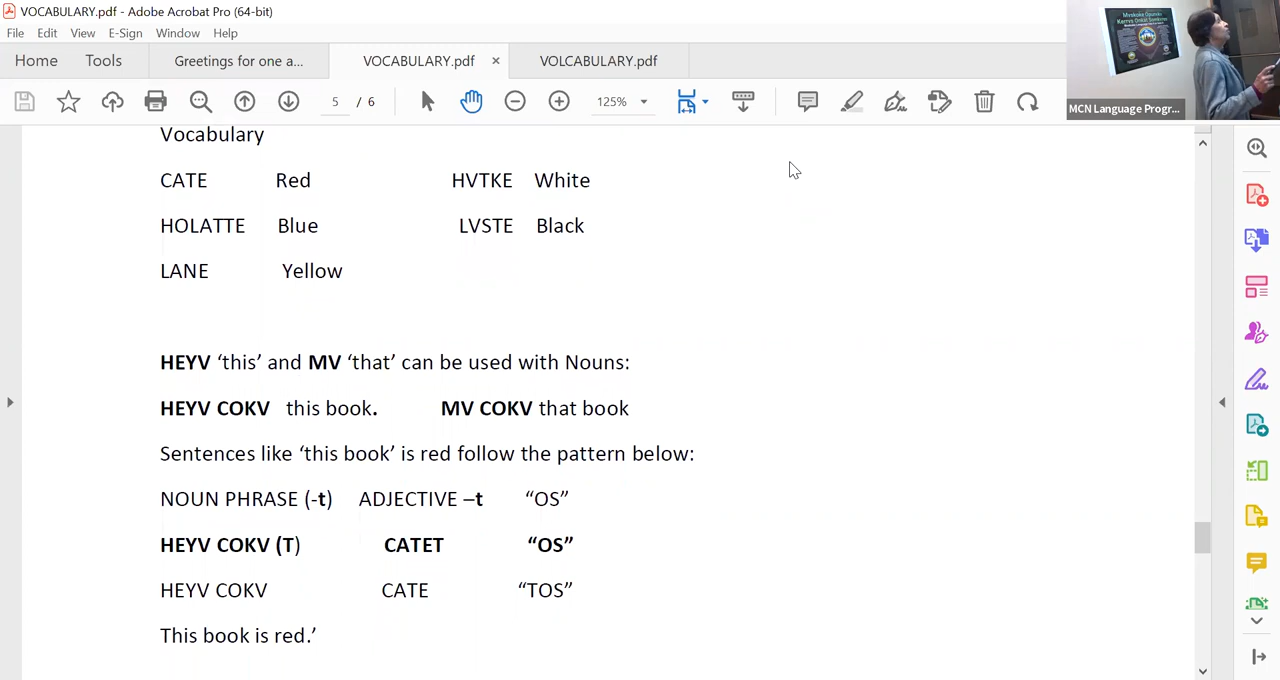 VOCABULARY.pdf - Adobe Acrobat Pro (64-bit)
File Edit View E-Sign Window Help
Home Tools Greetings for one a... VOCABULARY.pdf × VOLCABULARY.pdf
5 / 6 125%
MCN Language Progr...
Vocabulary
CATE Red HVTKE White
HOLATTE Blue LVSTE Black
LANE Yellow
HEYV ‘this’ and MV ‘that’ can be used with Nouns:
HEYV COKV this book. MV COKV that book
Sentences like ‘this book’ is red follow the pattern below:
NOUN PHRASE (-t) ADJECTIVE –t “OS”
HEYV COKV (T) CATET “OS”
HEYV COKV CATE “TOS”
This book is red.’